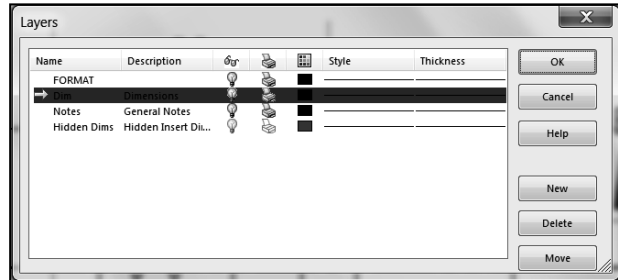 Layers
Name Description Style Thickness
FORMAT
Dim Dimensions
Notes General Notes
Hidden Dims Hidden Insert Di...
OK
Cancel
Help
New
Delete
Move